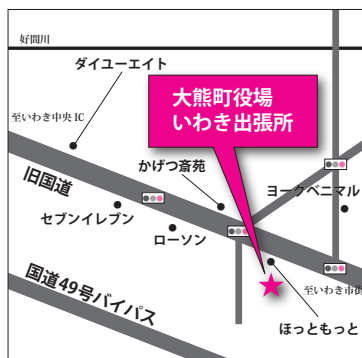 好間川
ダイユーエイト
大熊町役場
いわき出張所
至いわき中央 IC
かげつ斎苑
旧国道
ヨークベニマル
セブンイレブン
ローソン
国道49号バイパス
至いわき市街
ほっともっと